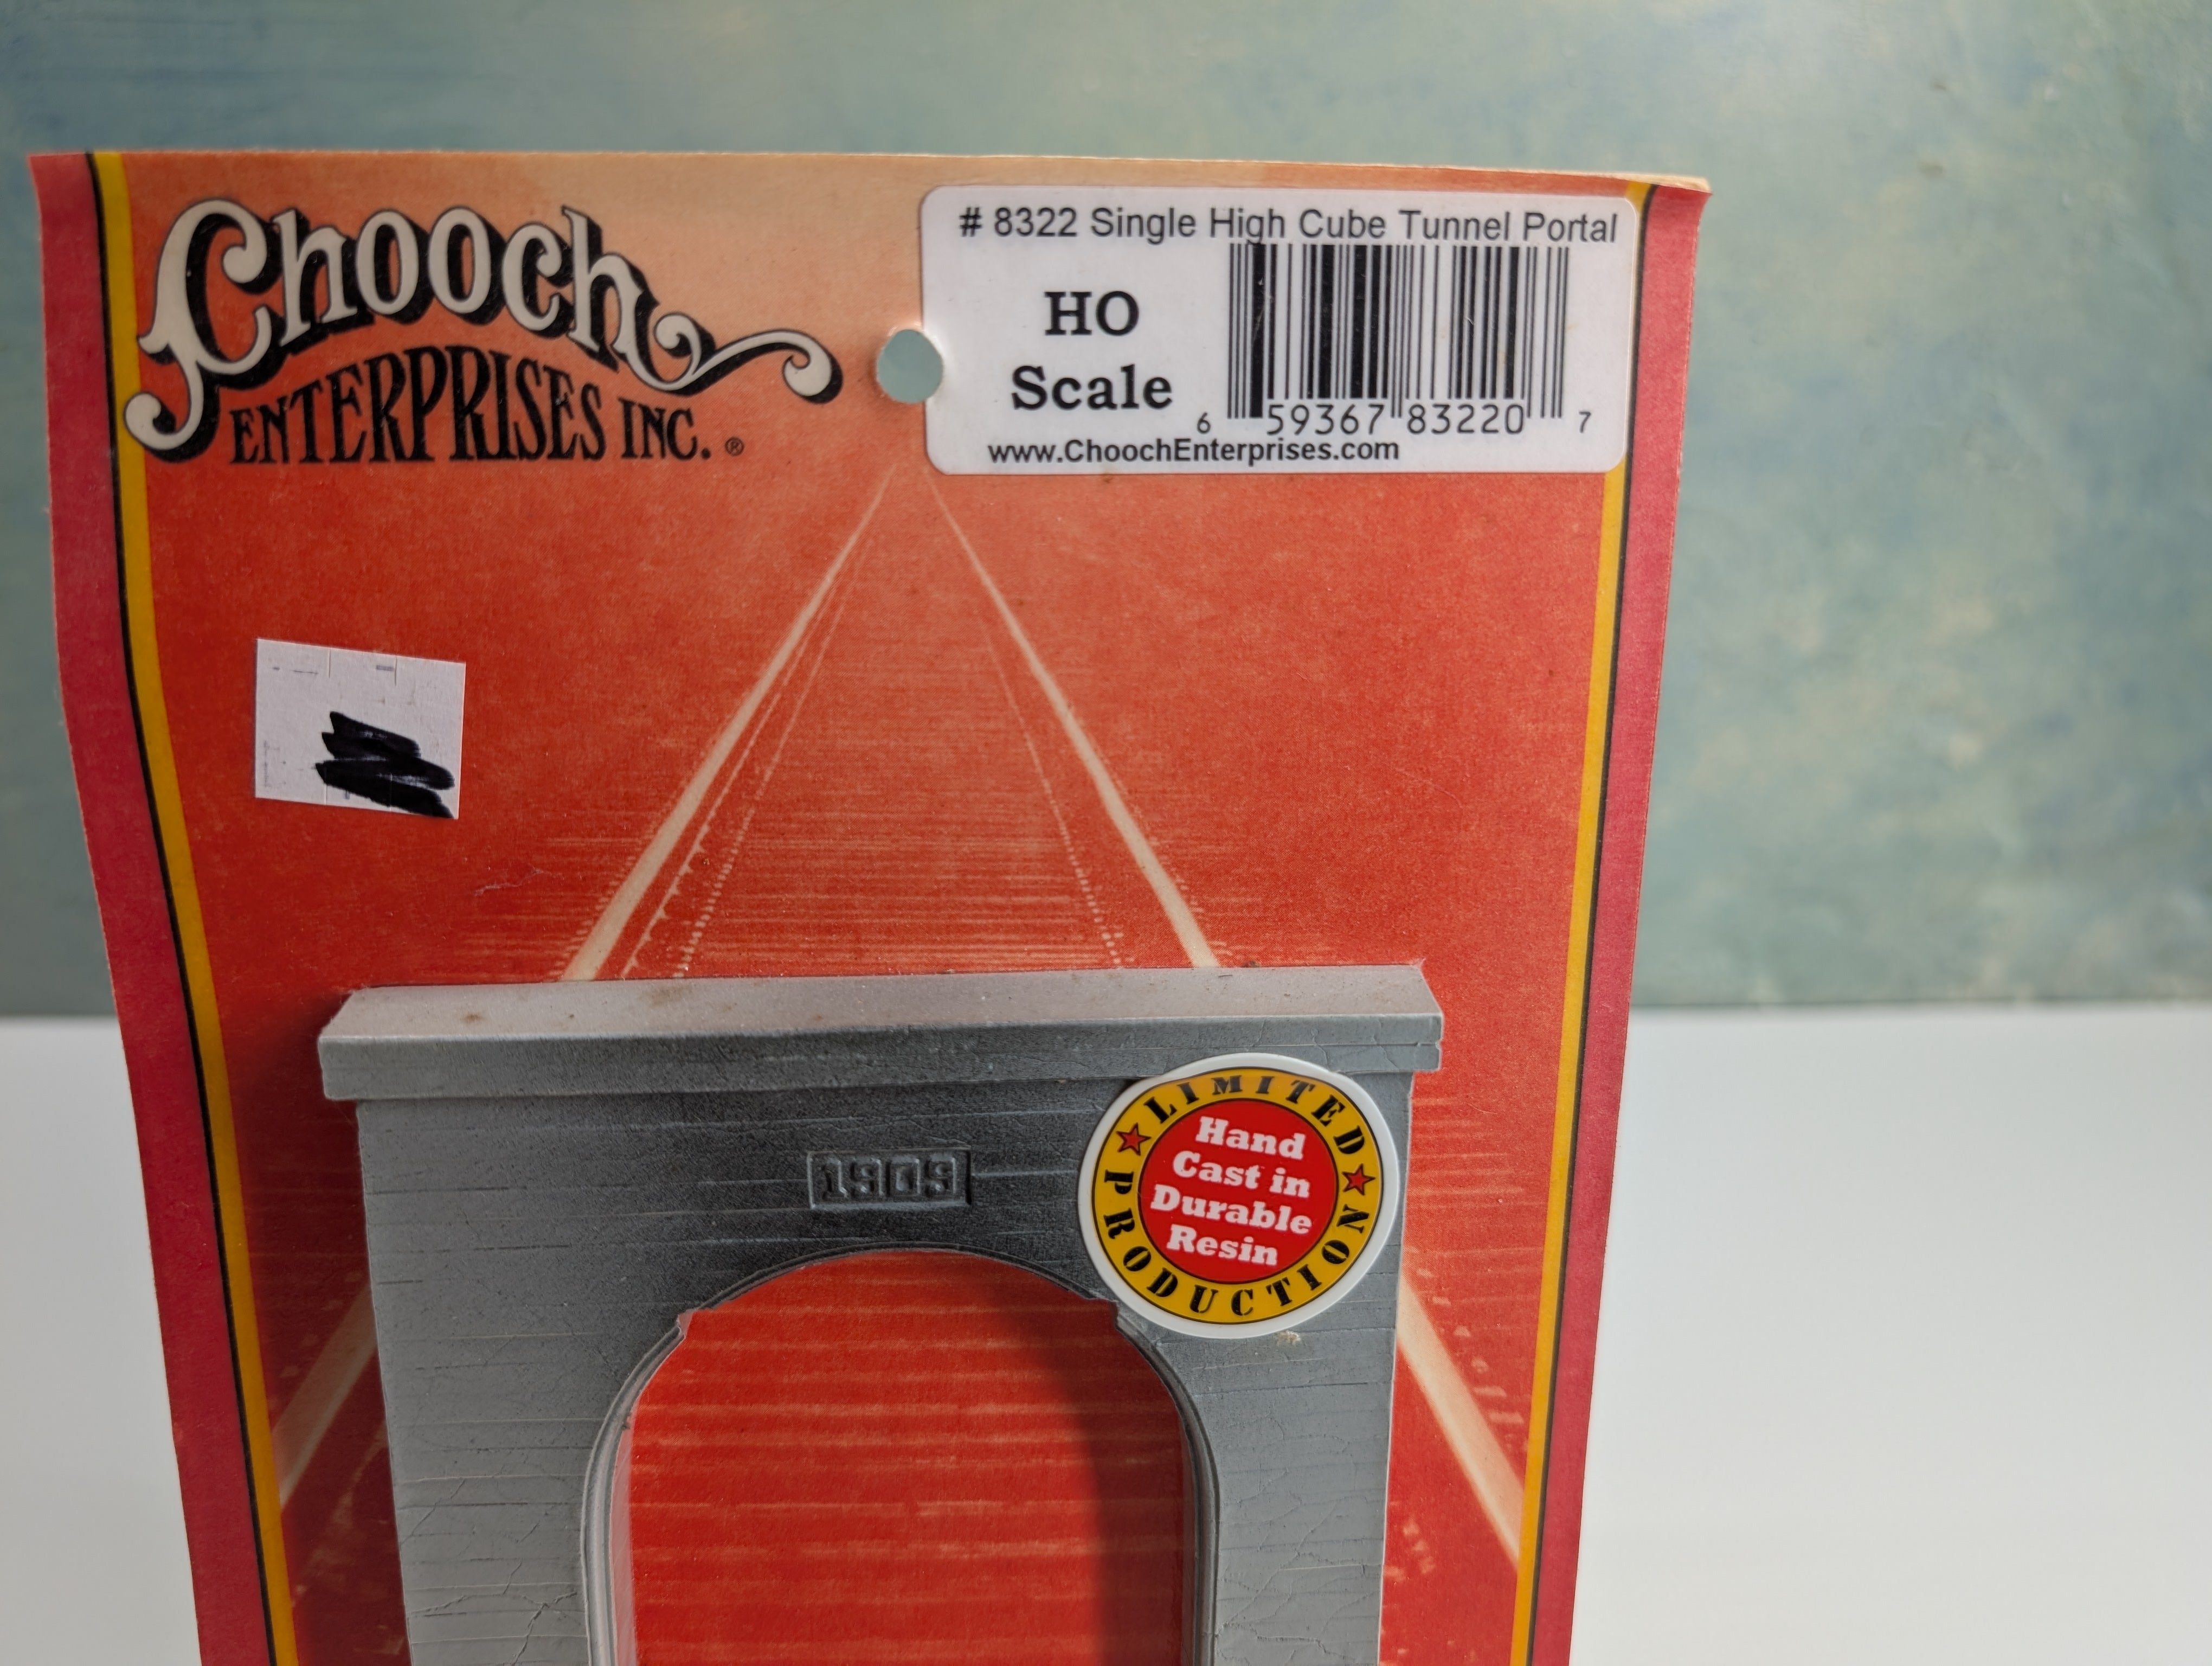 Chooch
ENTERPRISES INC. ®
# 8322 Single High Cube Tunnel Portal
HO
Scale
6 59367 83220 7
www.ChoochEnterprises.com
1909
LIMITED
Hand
Cast in
Durable
Resin
PRODUCTION